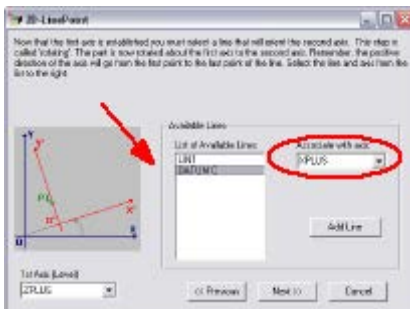 2D-LinePoint
Now that the first axis is established you must select a line that will orient the second axis. This step is
called 'rotating'. The part is now rotated about the first axis to the second axis. Remember, the positive
direction of the axis will go from the first point to the last point of the line. Select the line and axis from the
list to the right.
Available Lines
List of Available Lines:
Associate with axis:
LIN1
DATUMC
XPLUS
Add Line
Y
Y'
X'
X
1st Axis (Level)
ZPLUS
<< Previous
Next >>
Cancel